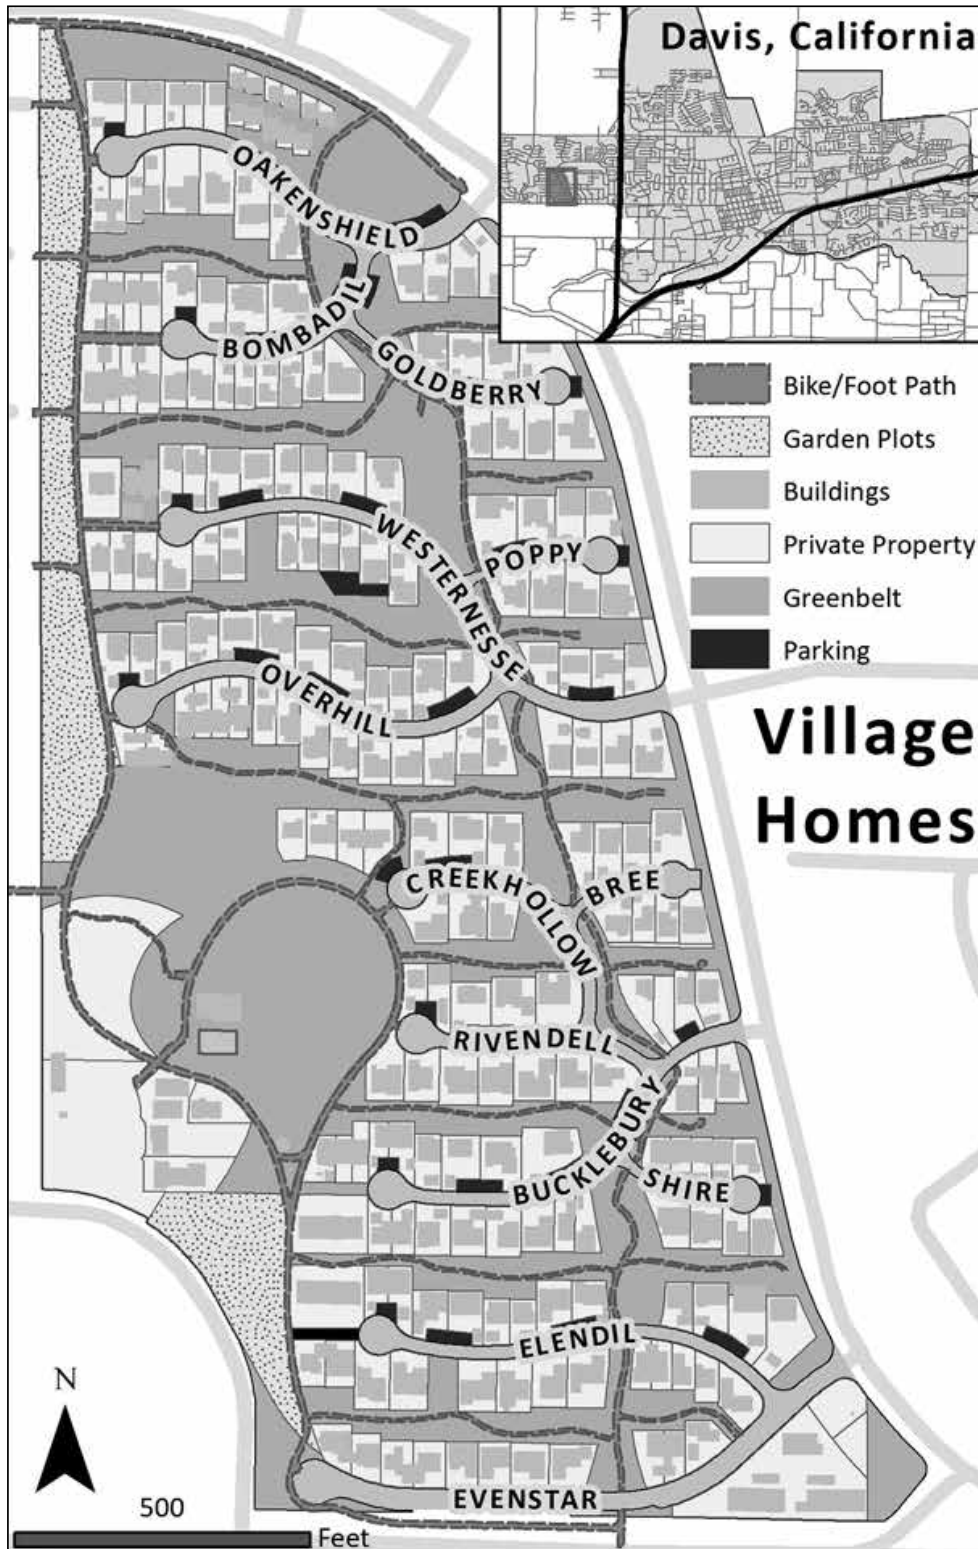 Davis, California
OAKENSHIELD
BOMBADIL
GOLDBERRY
Bike/Foot Path
Garden Plots
Buildings
Private Property
Greenbelt
Parking
WESTERNESSE
POPPY
OVERHILL
Village
Homes
CREEKHOLLOW
BREE
RIVENDELL
BUCKLEBURY
SHIRE
ELENDIL
N
500
Feet
EVENSTAR